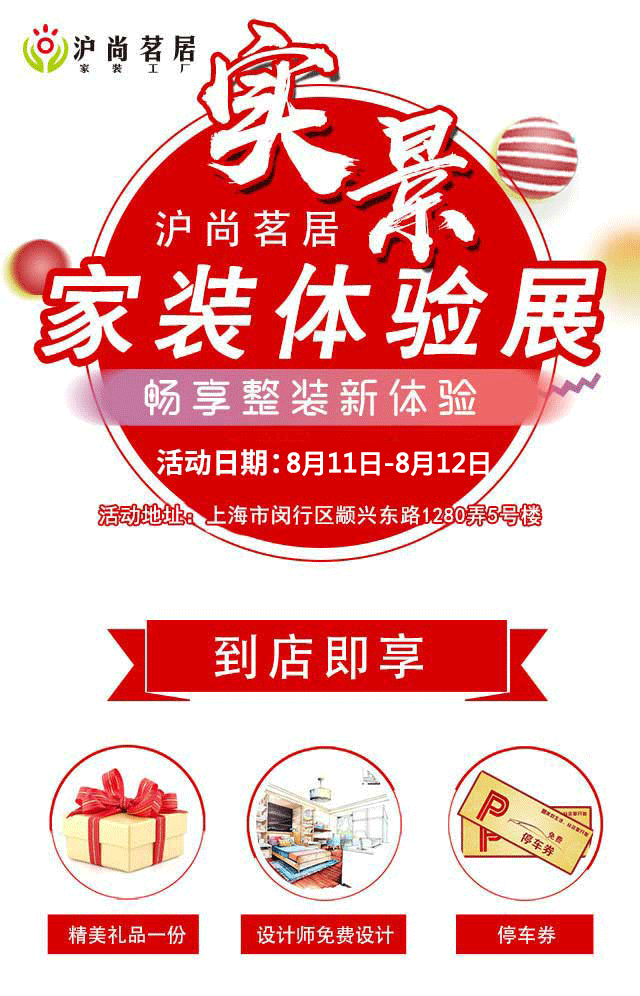 沪尚茗居
家装工厂
实景
沪尚茗居
家装体验展
畅享整装新体验
活动日期：8月11日-8月12日
活动地址：上海市闵行区颛兴东路1280弄5号楼
到店即享
P
免费
停车券
精美礼品一份
设计师免费设计
停车券